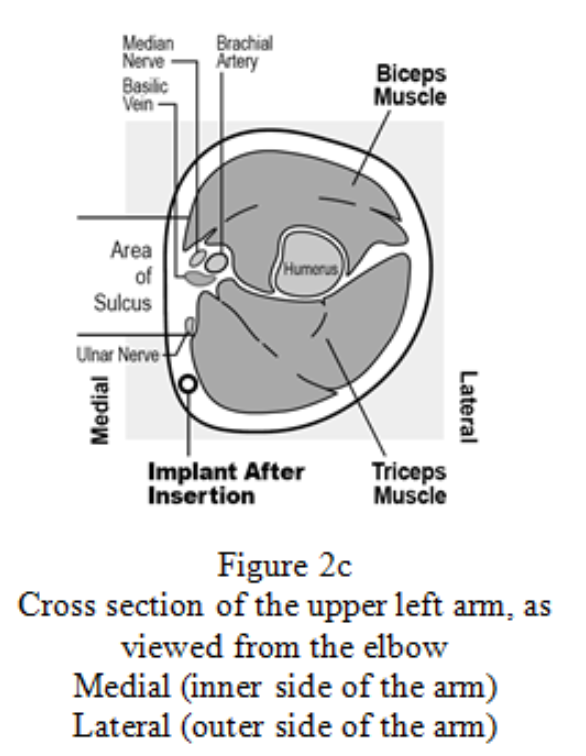 Median
Nerve
Brachial
Artery
Basilic
Vein
Biceps
Muscle
Area
of
Sulcus
Humerus
Ulnar Nerve
Medial
Lateral
Implant After
Insertion
Triceps
Muscle
Figure 2c
Cross section of the upper left arm, as
viewed from the elbow
Medial (inner side of the arm)
Lateral (outer side of the arm)